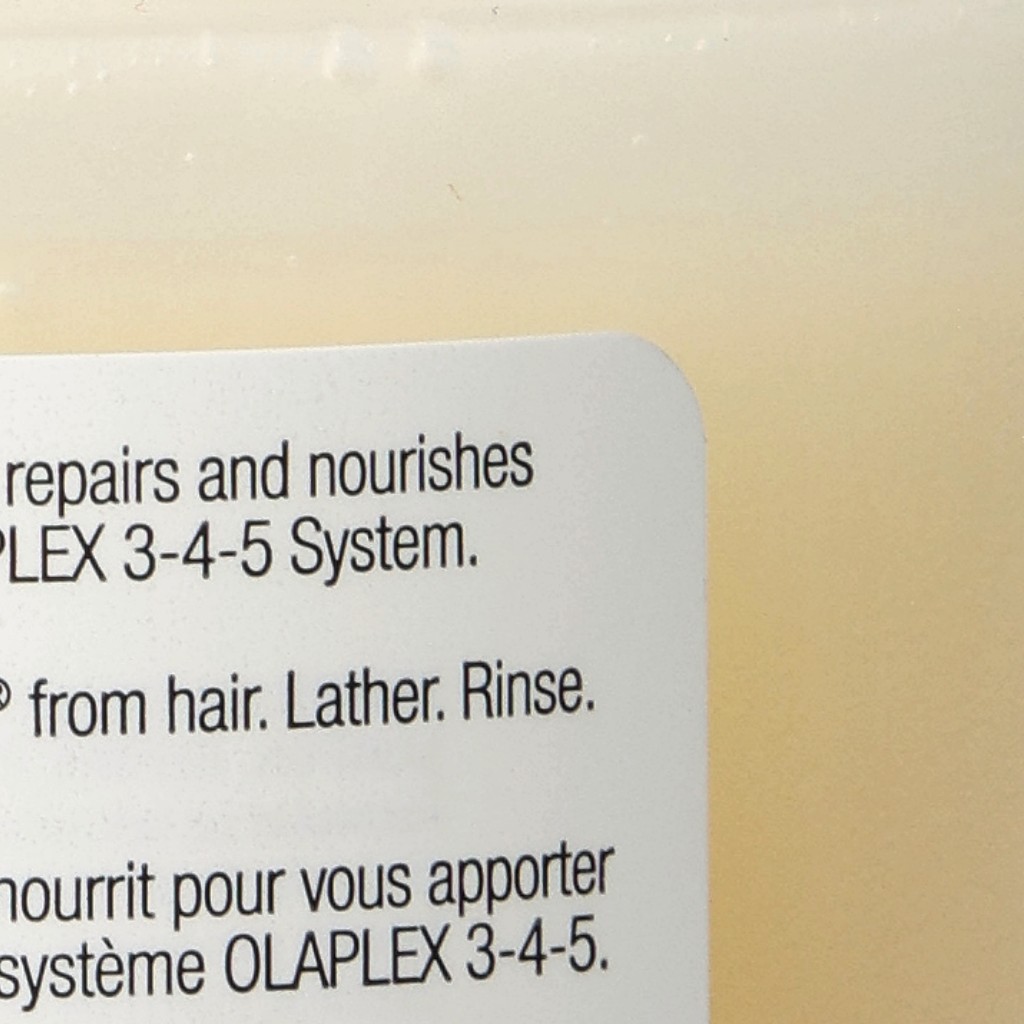 repairs and nourishes
PLEX 3-4-5 System.
® from hair. Lather. Rinse.
nourrit pour vous apporter
système OLAPLEX 3-4-5.